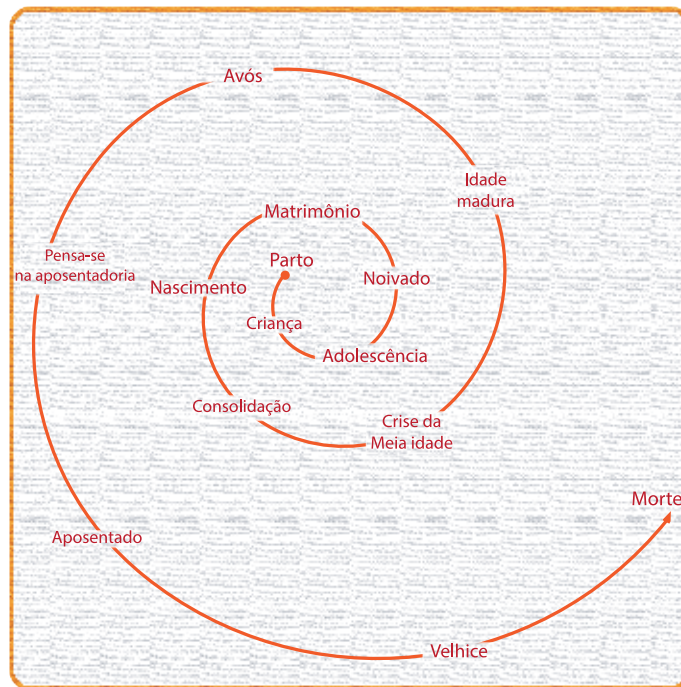 Avós
Idade
madura
Matrimônio
Pensa-se
na aposentadoria
Parto
Nascimento
Noivado
Criança
Adolescência
Consolidação
Crise da
Meia idade
Morte
Aposentado
Velhice